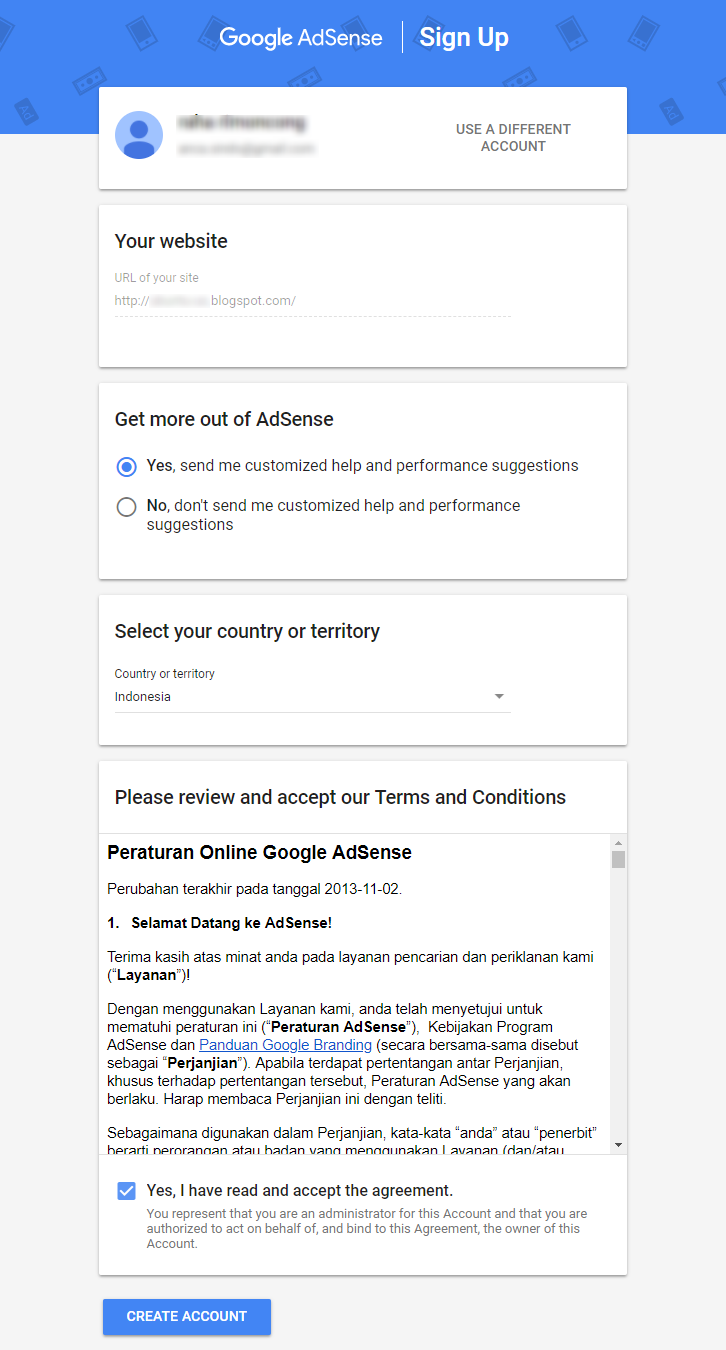 Google AdSense | Sign Up
USE A DIFFERENT
ACCOUNT
Your website
URL of your site
http:// .blogspot.com/
Get more out of AdSense
Yes, send me customized help and performance suggestions
No, don't send me customized help and performance
suggestions
Select your country or territory
Country or territory
Indonesia
Please review and accept our Terms and Conditions
Peraturan Online Google AdSense
Perubahan terakhir pada tanggal 2013-11-02.
1. Selamat Datang ke AdSense!
Terima kasih atas minat anda pada layanan pencarian dan periklanan kami
(“Layanan”)!
Dengan menggunakan Layanan kami, anda telah menyetujui untuk
mematuhi peraturan ini (“Peraturan AdSense”), Kebijakan Program
AdSense dan Panduan Google Branding (secara bersama-sama disebut
sebagai “Perjanjian”). Apabila terdapat pertentangan antar Perjanjian,
khusus terhadap pertentangan tersebut, Peraturan AdSense yang akan
berlaku. Harap membaca Perjanjian ini dengan teliti.
Sebagaimana digunakan dalam Perjanjian, kata-kata “anda” atau “penerbit”
berarti perorangan atau badan yang menggunakan Layanan (dan/atau
Yes, I have read and accept the agreement.
You represent that you are an administrator for this Account and that you are
authorized to act on behalf of, and bind to this Agreement, the owner of this
Account.
CREATE ACCOUNT